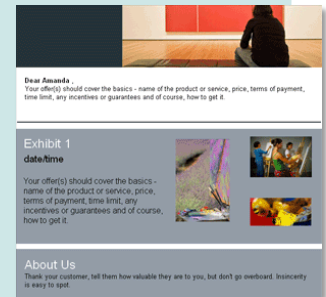 Dear Amanda ,
Your offer(s) should cover the basics - name of the product or service, price, terms of payment,
time limit, any incentives or guarantees and of course, how to get it.
Exhibit 1
date/time
Your offer(s) should cover the basics -
name of the product or service, price,
terms of payment, time limit, any
incentives or guarantees and of course,
how to get it.
About Us
Thank your customer, tell them how valuable they are to you, but don't go overboard. Insincerity
is easy to spot.